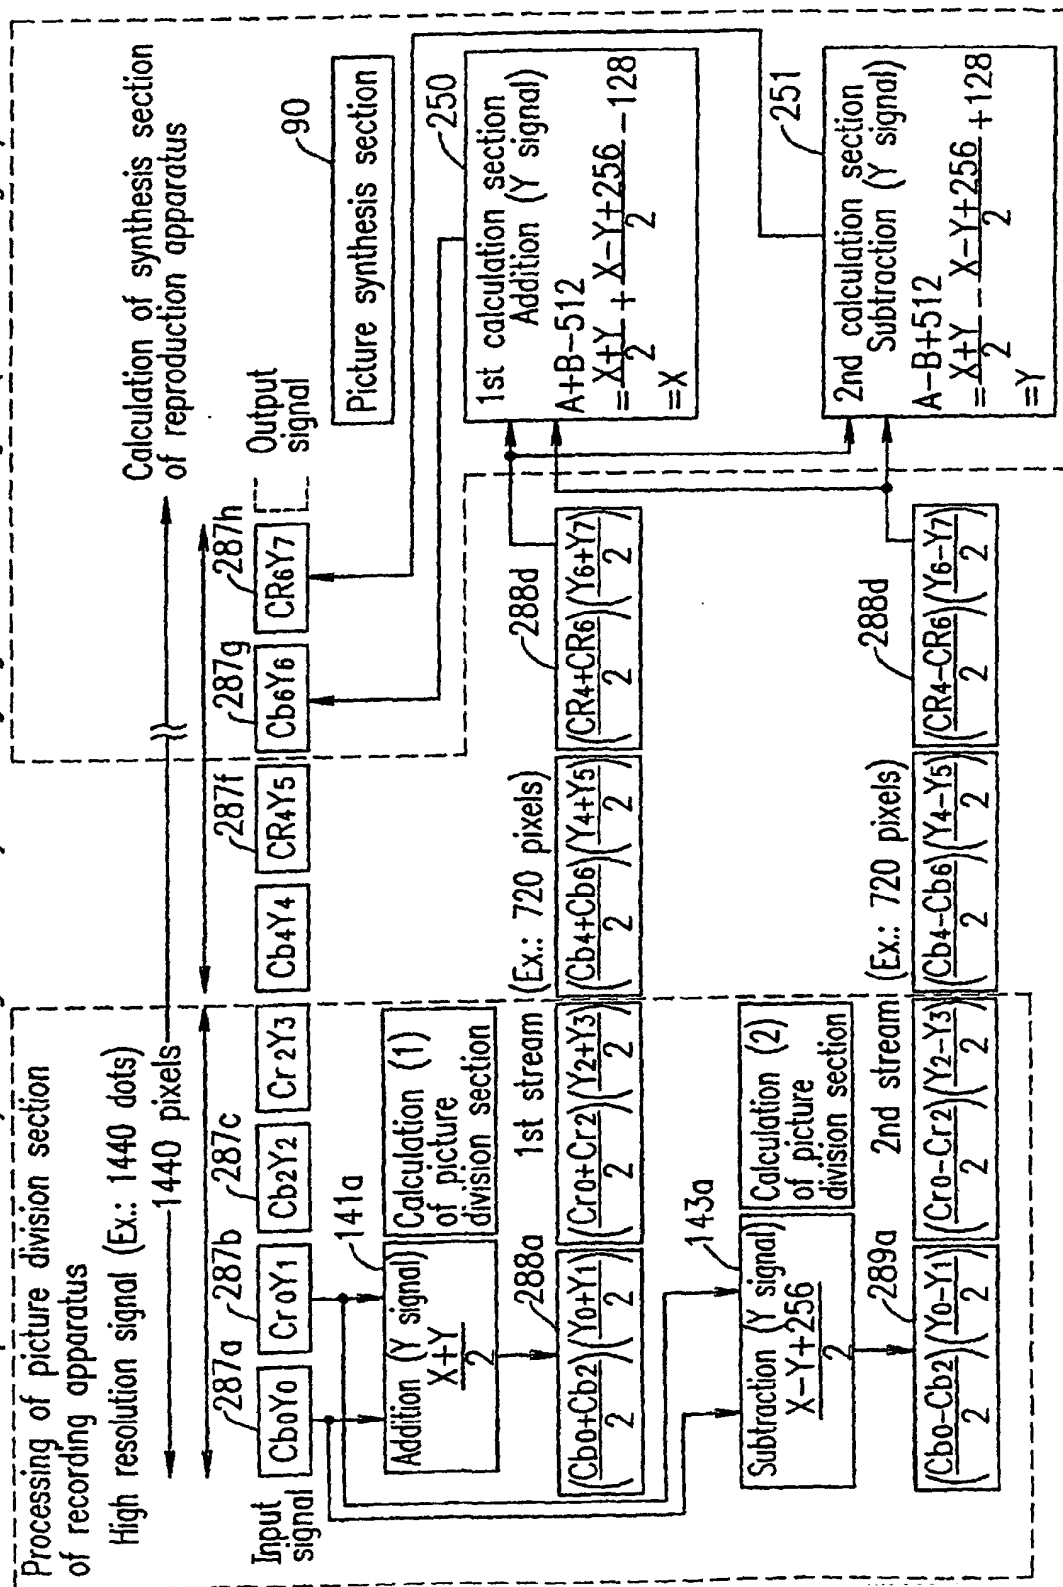 Processing of picture division section
of recording apparatus
High resolution signal (Ex.: 1440 dots)
1440 pixels
Calculation of synthesis section
of reproduction apparatus
287a
287b
287c
287f
287g
287h
Input
signal
Cb0Y0
Cr0Y1
Cb2Y2
Cr2Y3
Cb4Y4
CR4Y5
Cb6Y6
CR6Y7
Output
signal
90
Picture synthesis section
141a
Addition (Y signal)
X+Y
2
Calculation (1)
of picture
division section
250
1st calculation section
Addition (Y signal)
A+B-512
=X+Y/2 + X-Y+256/2 -128
=X
288a
1st stream (Ex.: 720 pixels)
288d
(Cb0+Cb2/2)(Y0+Y1/2)
(Cr0+Cr2/2)(Y2+Y3/2)
(Cb4+Cb6/2)(Y4+Y5/2)
(CR4+CR6/2)(Y6+Y7/2)
143a
Subtraction (Y signal)
X-Y+256
2
Calculation (2)
of picture
division section
251
2nd calculation section
Subtraction (Y signal)
A-B+512
=X+Y/2 - X-Y+256/2 +128
=Y
289a
2nd stream (Ex.: 720 pixels)
288d
(Cb0-Cb2/2)(Y0-Y1/2)
(Cr0-Cr2/2)(Y2-Y3/2)
(Cb4-Cb6/2)(Y4-Y5/2)
(CR4-CR6/2)(Y6-Y7/2)